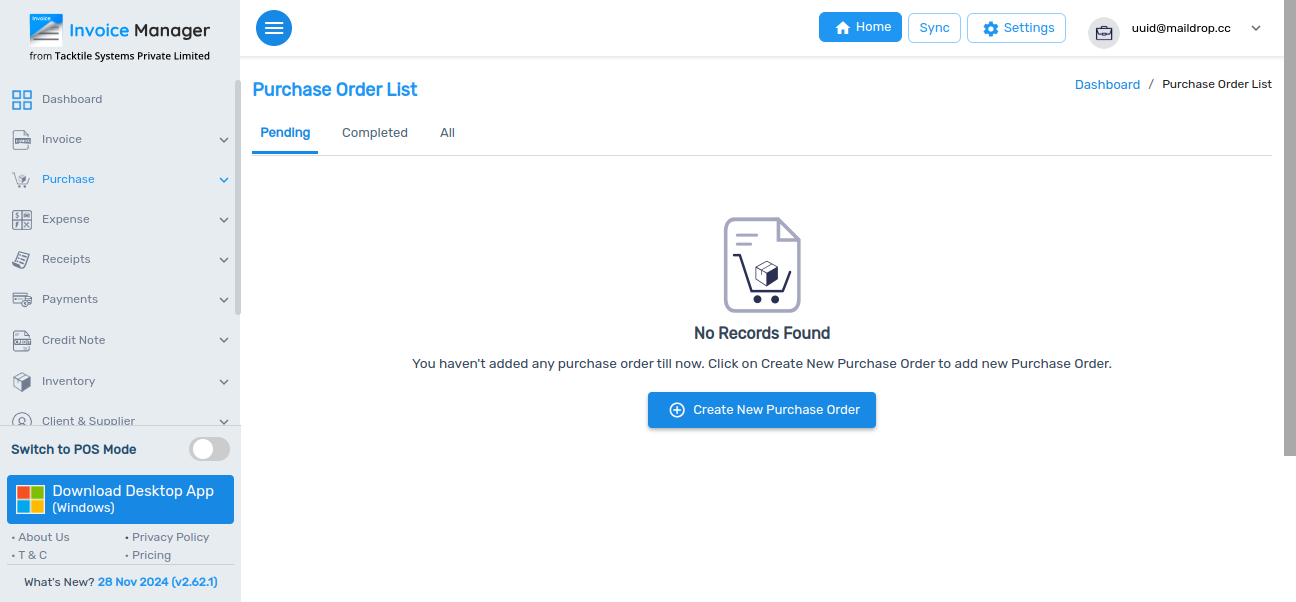 Invoice
Invoice Manager
from Tacktile Systems Private Limited
Home
Sync
Settings
uuid@maildrop.cc
Dashboard
Invoice
Purchase
Expense
Receipts
Payments
Credit Note
Inventory
Client & Supplier
Switch to POS Mode
Download Desktop App
(Windows)
• About Us
• Privacy Policy
• T & C
• Pricing
What's New? 28 Nov 2024 (v2.62.1)
Purchase Order List
Dashboard / Purchase Order List
Pending
Completed
All
No Records Found
You haven't added any purchase order till now. Click on Create New Purchase Order to add new Purchase Order.
Create New Purchase Order